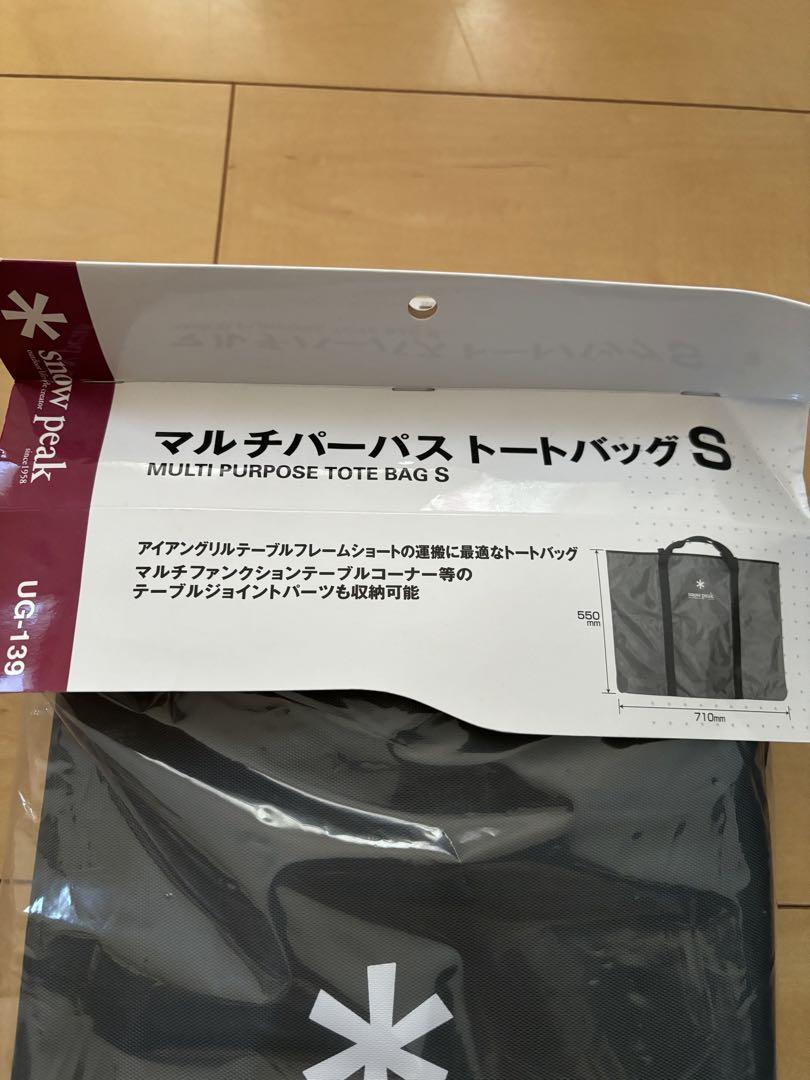 snow peak
outdoor lifestyle creator
since1958
UG-139
マルチパーパス トートバッグ S
MULTI PURPOSE TOTE BAG S
アイアングリルテーブルフレームショートの運搬に最適なトートバッグ
マルチファンクションテーブルコーナー等の
テーブルジョイントパーツも収納可能
snow peak
550
mm
710mm